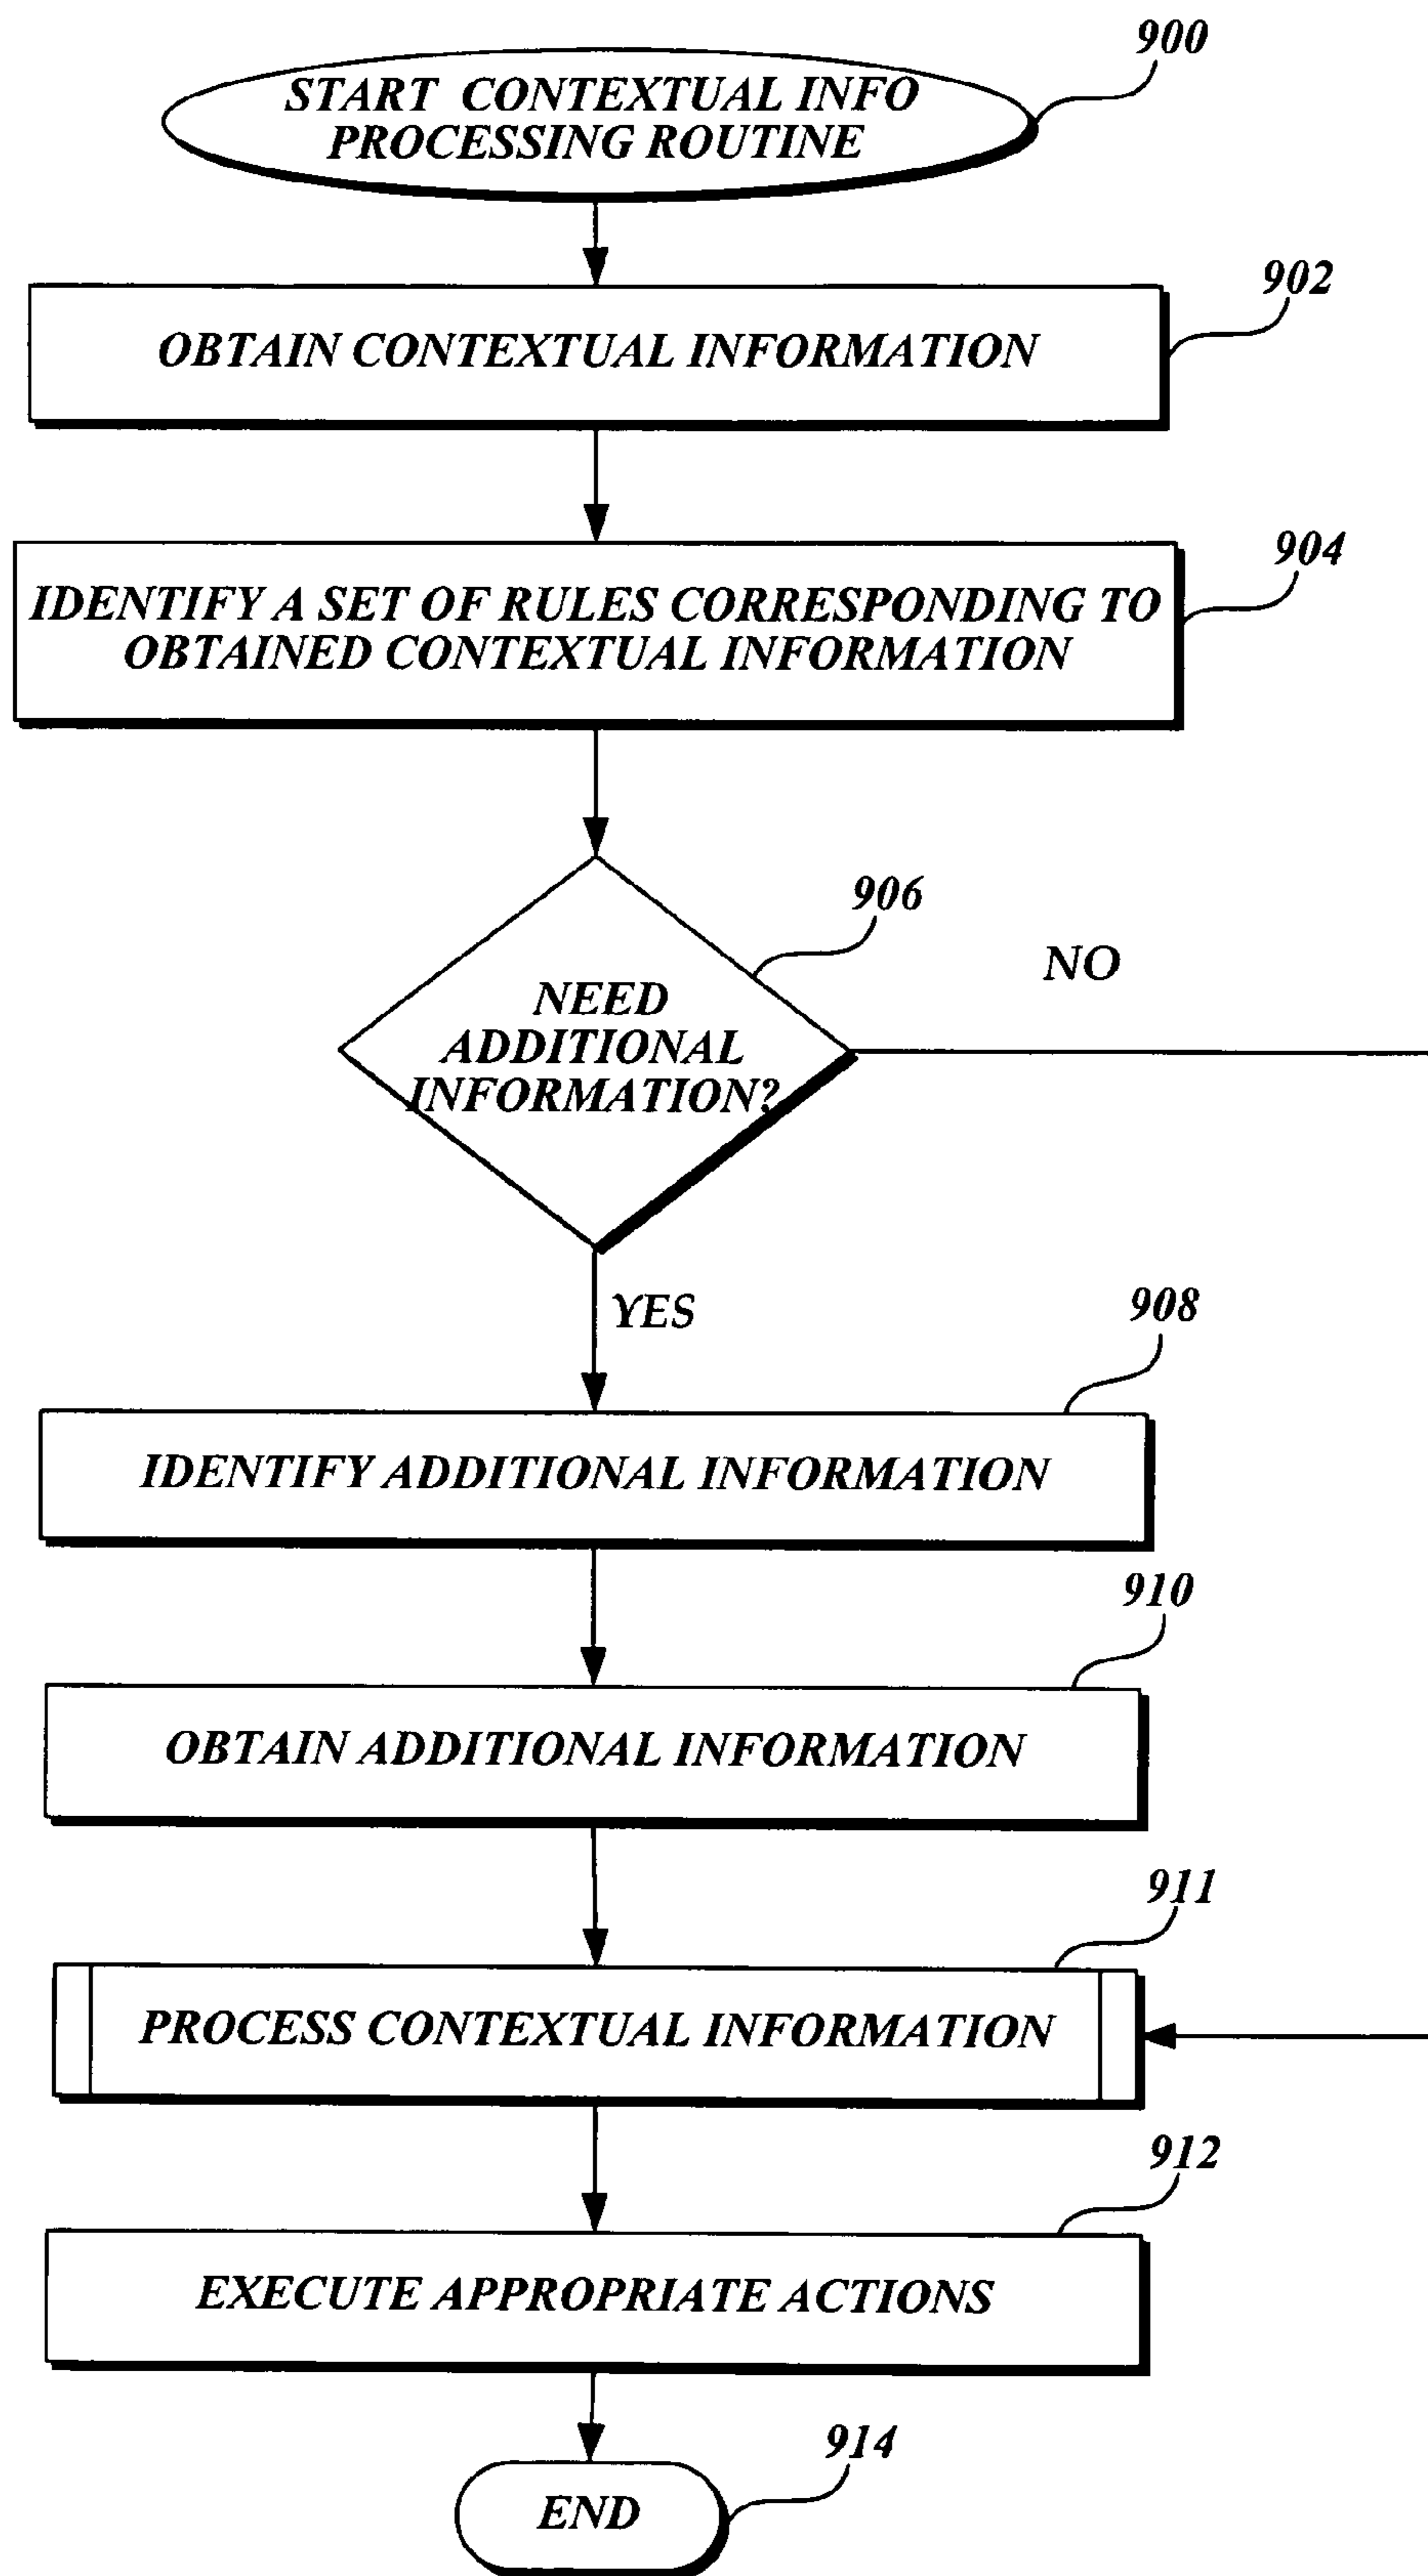 900
START CONTEXTUAL INFO
PROCESSING ROUTINE
902
OBTAIN CONTEXTUAL INFORMATION
904
IDENTIFY A SET OF RULES CORRESPONDING TO
OBTAINED CONTEXTUAL INFORMATION
906
NO
NEED
ADDITIONAL
INFORMATION?
YES
908
IDENTIFY ADDITIONAL INFORMATION
910
OBTAIN ADDITIONAL INFORMATION
911
PROCESS CONTEXTUAL INFORMATION
912
EXECUTE APPROPRIATE ACTIONS
914
END